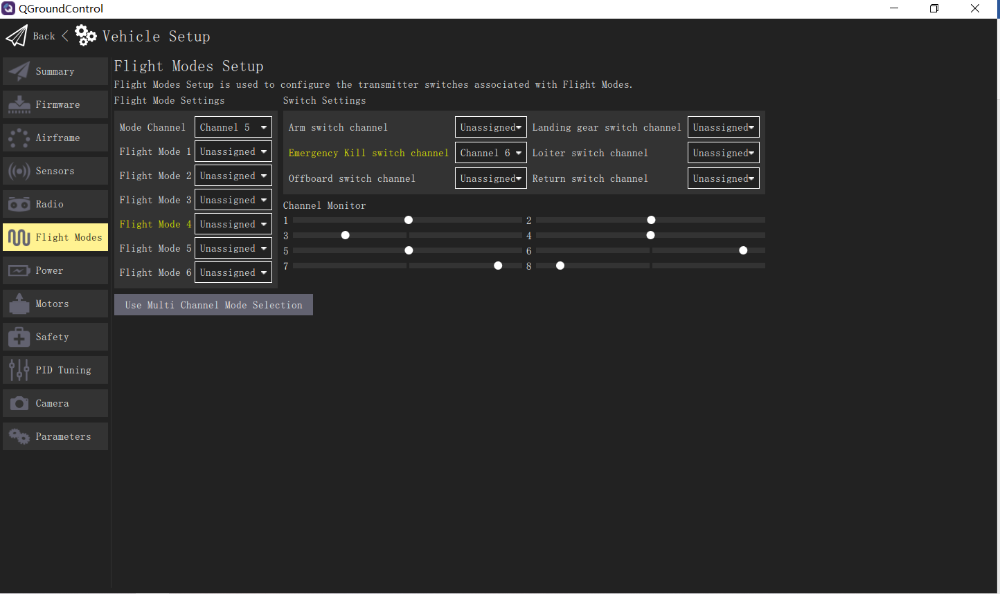 QGroundControl
Back
Vehicle Setup
Summary
Firmware
Airframe
Sensors
Radio
Flight Modes
Power
Motors
Safety
PID Tuning
Camera
Parameters
Flight Modes Setup
Flight Modes Setup is used to configure the transmitter switches associated with Flight Modes.
Flight Mode Settings
Mode Channel Channel 5
Flight Mode 1 Unassigned
Flight Mode 2 Unassigned
Flight Mode 3 Unassigned
Flight Mode 4 Unassigned
Flight Mode 5 Unassigned
Flight Mode 6 Unassigned
Use Multi Channel Mode Selection
Switch Settings
Arm switch channel Unassigned Landing gear switch channel Unassigned
Emergency Kill switch channel Channel 6 Loiter switch channel Unassigned
Offboard switch channel Unassigned Return switch channel Unassigned
Channel Monitor
1 2
3 4
5 6
7 8